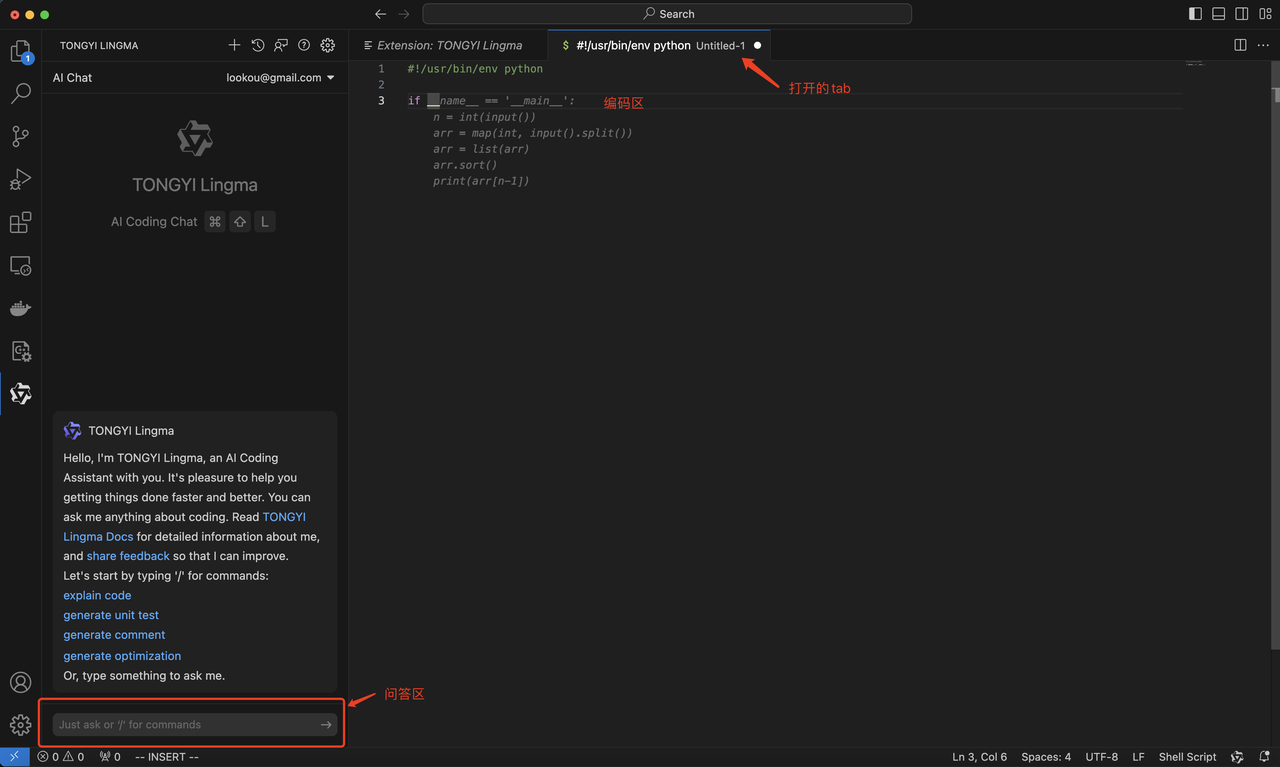 Search
TONGYI LINGMA
Extension: TONGYI Lingma
$ #!/usr/bin/env python Untitled-1
1
AI Chat
lookou@gmail.com
打开的tab
1 #!/usr/bin/env python
2
3 if __name__ == '__main__':
编码区
n = int(input())
arr = map(int, input().split())
arr = list(arr)
arr.sort()
print(arr[n-1])
TONGYI Lingma
AI Coding Chat ⌘ ⇧ L
TONGYI Lingma
Hello, I'm TONGYI Lingma, an AI Coding
Assistant with you. It's pleasure to help you
getting things done faster and better. You can
ask me anything about coding. Read TONGYI
Lingma Docs for detailed information about me,
and share feedback so that I can improve.
Let's start by typing '/' for commands:
explain code
generate unit test
generate comment
generate optimization
Or, type something to ask me.
问答区
Just ask or '/' for commands
0 0 0 -- INSERT --
Ln 3, Col 6 Spaces: 4 UTF-8 LF Shell Script